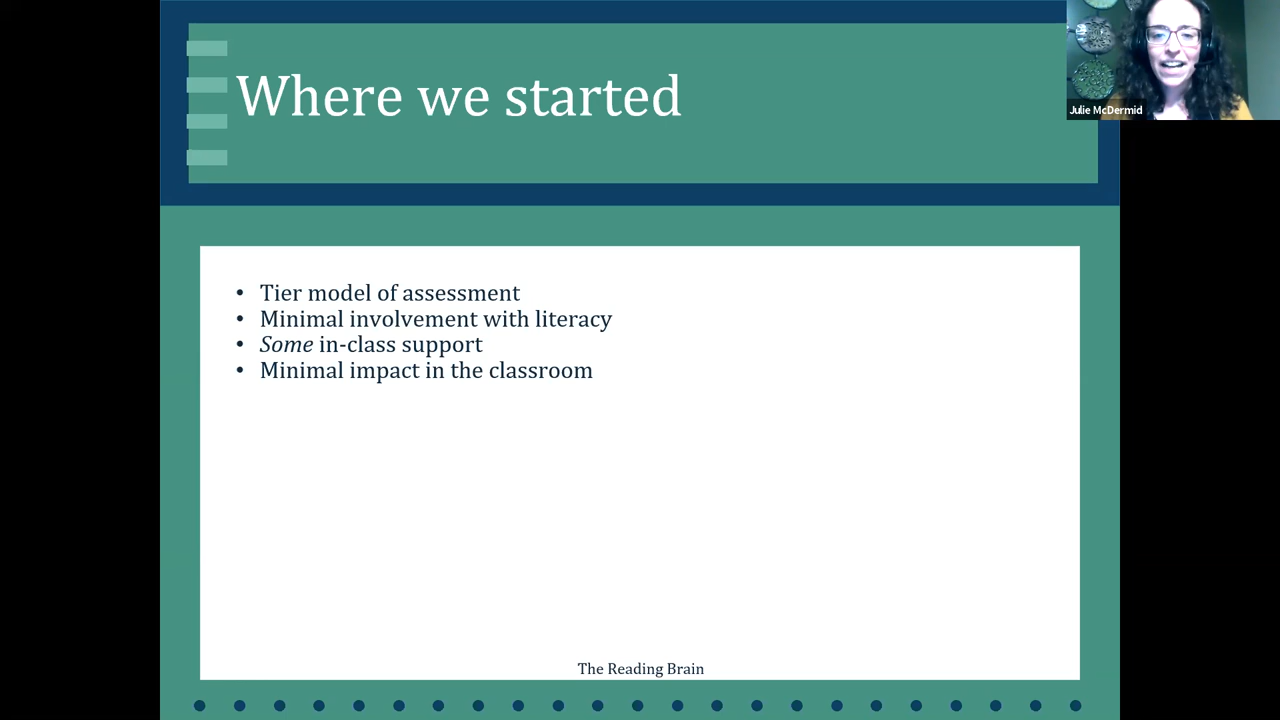 Where we started
Julie McDermid
• Tier model of assessment
• Minimal involvement with literacy
• Some in-class support
• Minimal impact in the classroom
The Reading Brain